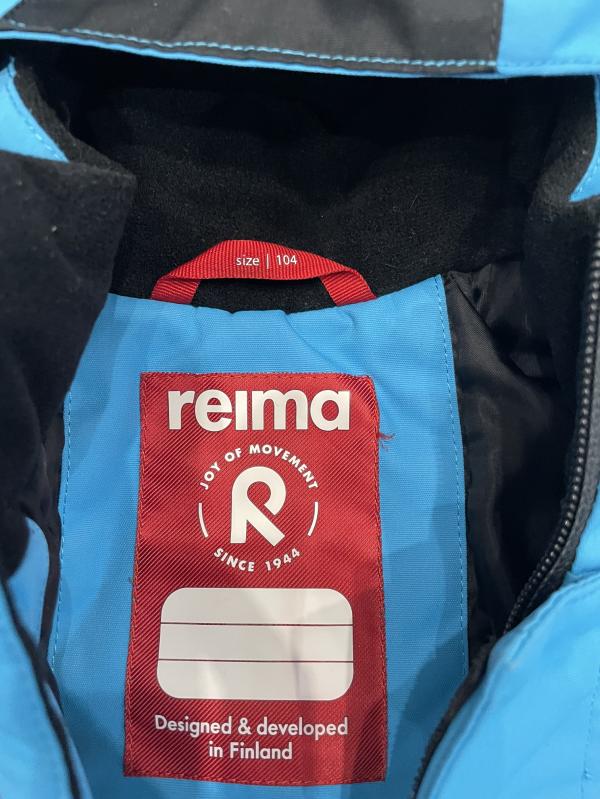 size | 104
reima
JOY OF MOVEMENT
R
SINCE 1944
Designed & developed
in Finland